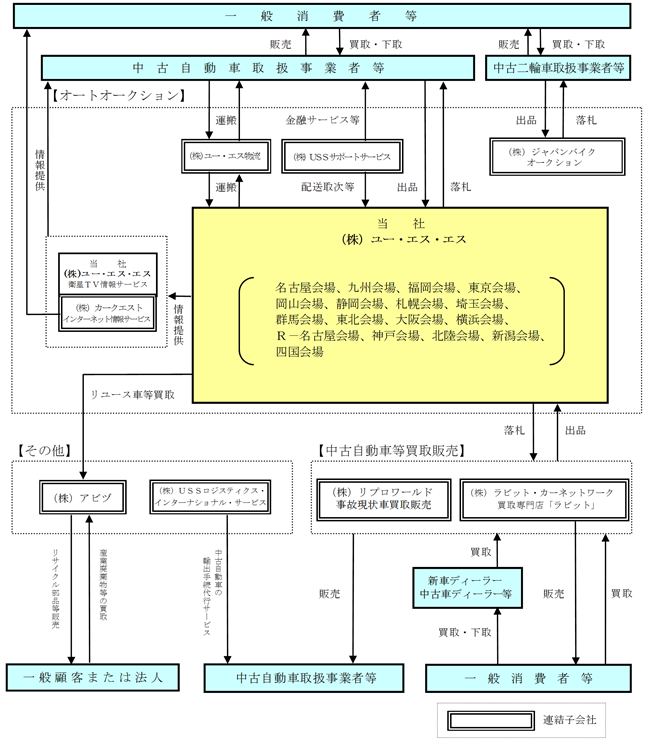 一般消費者等
販売
買取・下取
販売
買取・下取
中古自動車取扱事業者等
中古二輪車取扱事業者等
【オートオークション】
運搬
金融サービス等
出品
落札
(株)ユー・エス物流
(株) USSサポートサービス
(株) ジャパンバイク
オークション
情報提供
運搬
配送取次等
出品
落札
当社
(株) ユー・エス・エス
当社
(株)ユー・エス・エス
衛星TV情報サービス
(株) カークエスト
インターネット情報サービス
情報提供
名古屋会場、九州会場、福岡会場、東京会場、
岡山会場、静岡会場、札幌会場、埼玉会場、
群馬会場、東北会場、大阪会場、横浜会場、
R－名古屋会場、神戸会場、北陸会場、新潟会場、
四国会場
リユース車等買取
落札
出品
【その他】
【中古自動車等買取販売】
(株) アビヅ
(株) USSロジスティクス・
インターナショナル・サービス
(株) リプロワールド
事故現状車買取販売
(株) ラビット・カーネットワーク
買取専門店「ラビット」
リサイクル部品等販売
産業廃棄物等の買取
中古自動車の
輸出手続代行サービス
販売
買取
新車ディーラー
中古車ディーラー等
販売
買取
買取・下取
一般顧客または法人
中古自動車取扱事業者等
一般消費者等
連結子会社